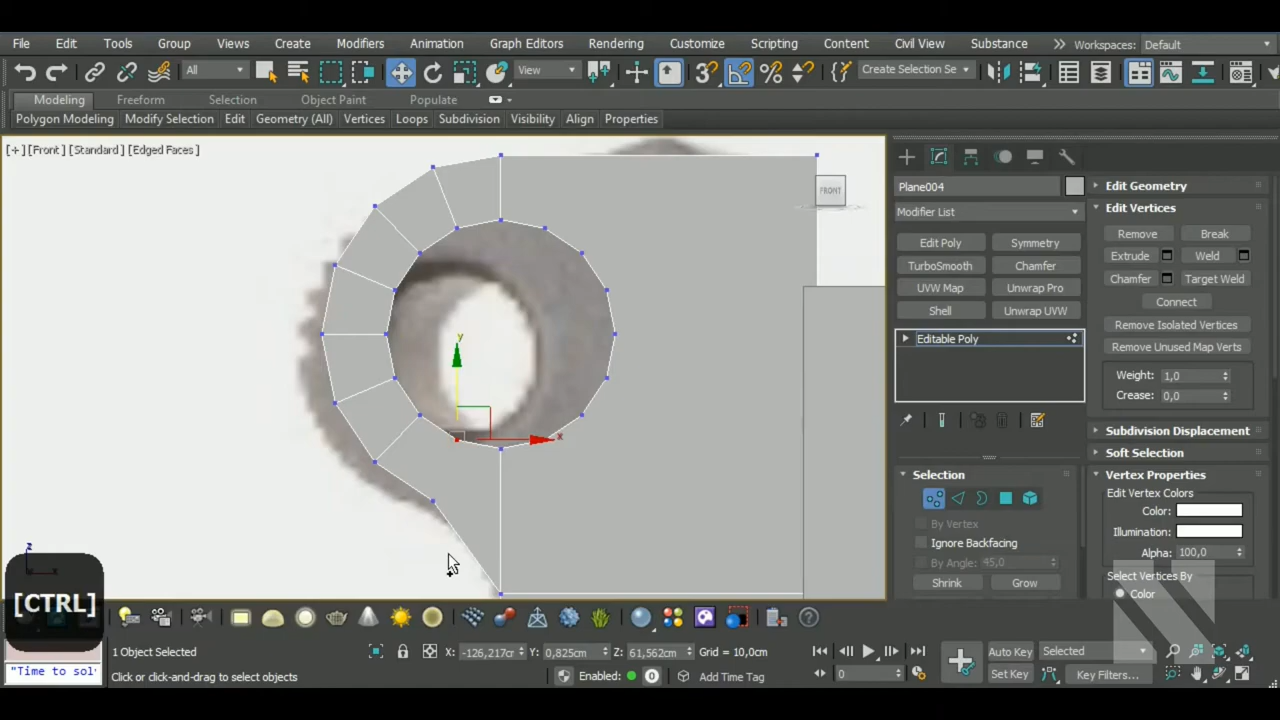 File Edit Tools Group Views Create Modifiers Animation Graph Editors Rendering Customize Scripting Content Civil View Substance Workspaces: Default
All View Create Selection Se
Modeling Freeform Selection Object Paint Populate
Polygon Modeling Modify Selection Edit Geometry (All) Vertices Loops Subdivision Visibility Align Properties
[+] [Front] [Standard] [Edged Faces]
FRONT
y
x
z
x
[CTRL]
Plane004
Modifier List
Edit Poly Symmetry
TurboSmooth Chamfer
UVW Map Unwrap Pro
Shell Unwrap UVW
Editable Poly
Selection
By Vertex
Ignore Backfacing
By Angle: 45,0
Shrink Grow
Edit Geometry
Edit Vertices
Remove Break
Extrude Weld
Chamfer Target Weld
Connect
Remove Isolated Vertices
Remove Unused Map Verts
Weight: 1,0
Crease: 0,0
Subdivision Displacement
Soft Selection
Vertex Properties
Edit Vertex Colors
Color:
Illumination:
Alpha: 100,0
Select Vertices By
Color
1 Object Selected X: -126,217cr Y: 0,825cm Z: 61,562cm Grid = 10,0cm Auto Key Selected
"Time to sol Click or click-and-drag to select objects Enabled: 0 Add Time Tag 0 Set Key Key Filters...